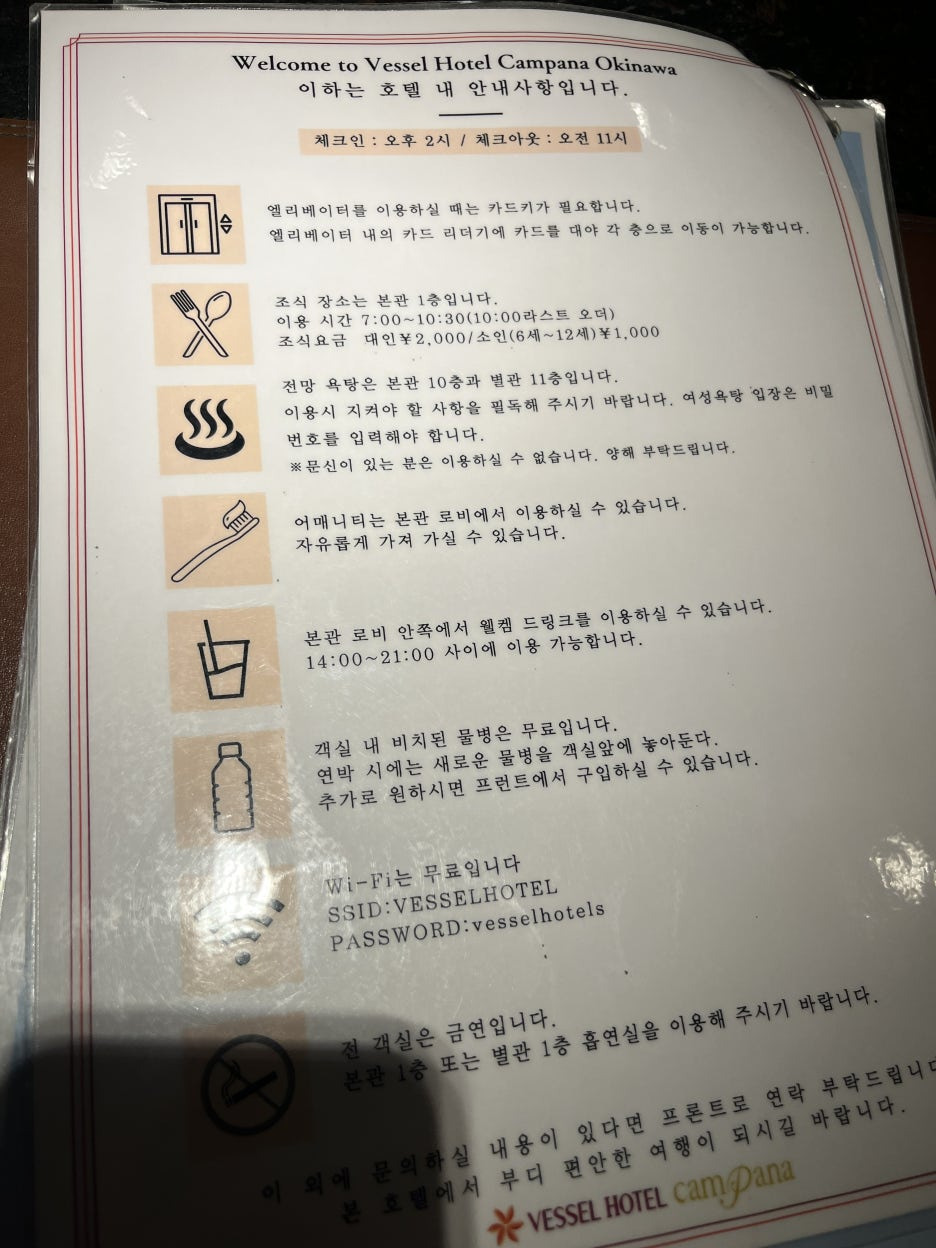 Welcome to Vessel Hotel Campana Okinawa
이하는 호텔 내 안내사항입니다.
체크인 : 오후 2시 / 체크아웃 : 오전 11시
엘리베이터를 이용하실 때는 카드키가 필요합니다.
엘리베이터 내의 카드 리더기에 카드를 대야 각 층으로 이동이 가능합니다.
조식 장소는 본관 1층입니다.
이용 시간 7:00~10:30(10:00라스트 오더)
조식요금 대인¥2,000/소인(6세~12세)¥1,000
전망 욕탕은 본관 10층과 별관 11층입니다.
이용시 지켜야 할 사항을 필독해 주시기 바랍니다. 여성욕탕 입장은 비밀
번호를 입력해야 합니다.
※문신이 있는 분은 이용하실 수 없습니다. 양해 부탁드립니다.
어매니티는 본관 로비에서 이용하실 수 있습니다.
자유롭게 가져 가실 수 있습니다.
본관 로비 안쪽에서 웰켐 드링크를 이용하실 수 있습니다.
14:00~21:00 사이에 이용 가능합니다.
객실 내 비치된 물병은 무료입니다.
연박 시에는 새로운 물병을 객실앞에 놓아둔다.
추가로 원하시면 프런트에서 구입하실 수 있습니다.
Wi-Fi는 무료입니다
SSID:VESSELHOTEL
PASSWORD:vesselhotels
전 객실은 금연입니다.
본관 1층 또는 별관 1층 흡연실을 이용해 주시기 바랍니다.
이 외에 문의하실 내용이 있다면 프론트로 연락 부탁드립니다
본 호텔에서 부디 편안한 여행이 되시길 바랍니다.
VESSEL HOTEL campana